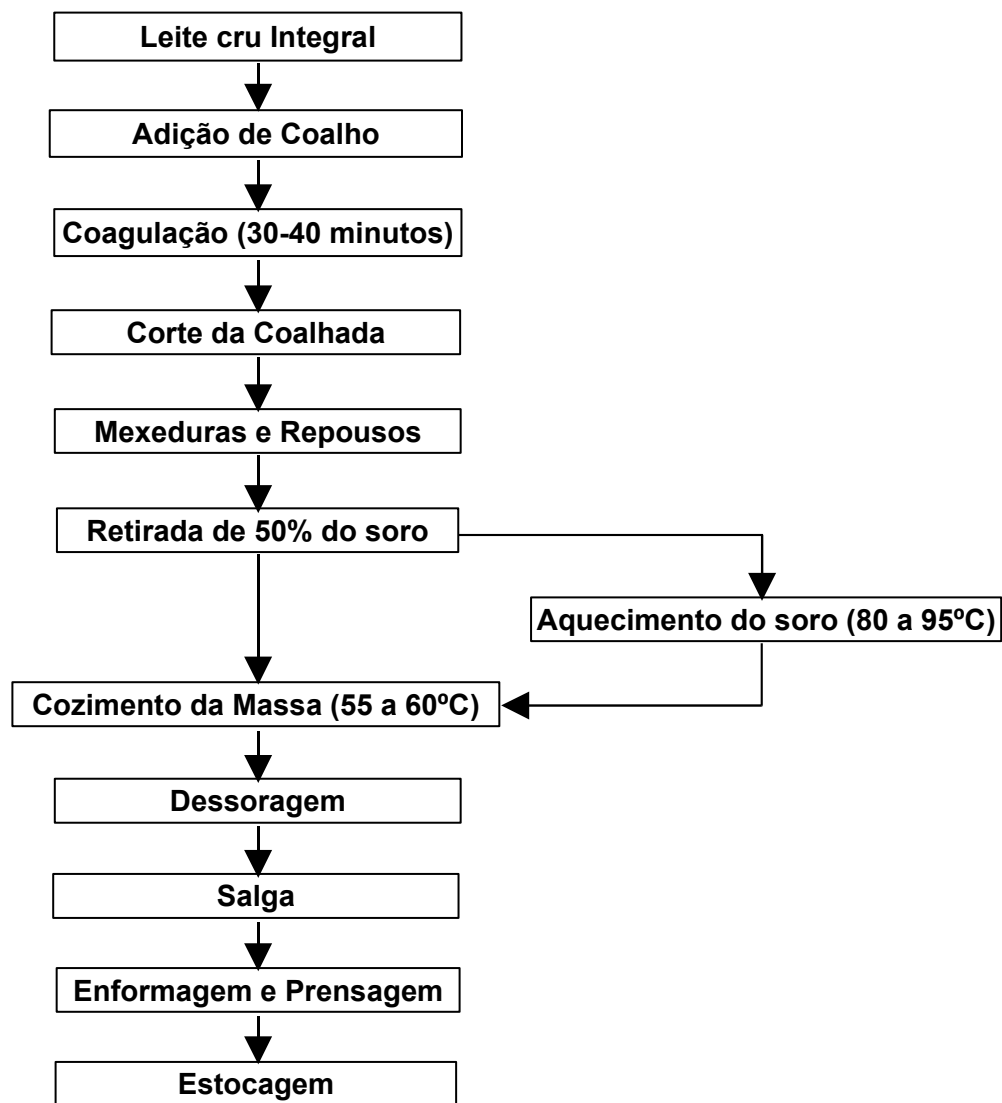 Leite cru Integral
Adição de Coalho
Coagulação (30-40 minutos)
Corte da Coalhada
Mexeduras e Repousos
Retirada de 50% do soro
Aquecimento do soro (80 a 95ºC)
Cozimento da Massa (55 a 60ºC)
Dessoragem
Salga
Enformagem e Prensagem
Estocagem